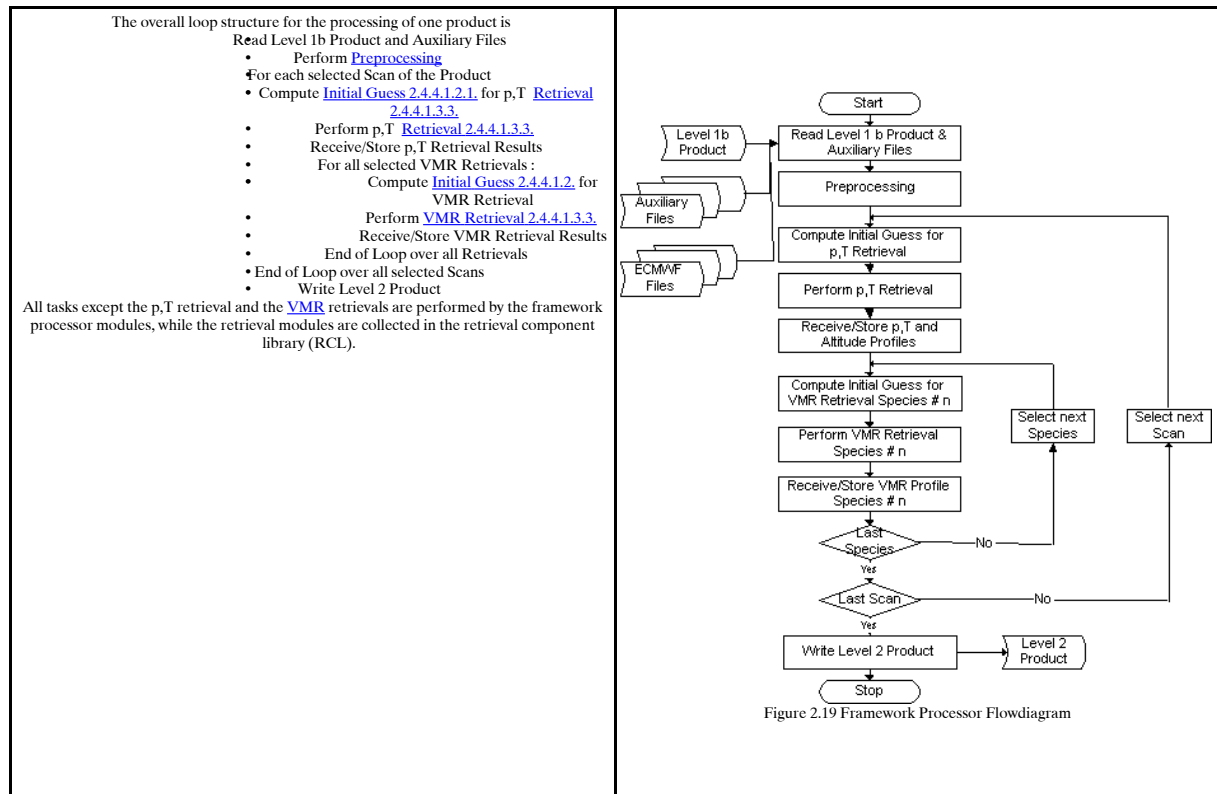 The overall loop structure for the processing of one product is
• Read Level 1b Product and Auxiliary Files
• Perform Preprocessing
• For each selected Scan of the Product
• Compute Initial Guess 2.4.4.1.2.1. for p,T Retrieval
2.4.4.1.3.3.
• Perform p,T Retrieval 2.4.4.1.3.3.
• Receive/Store p,T Retrieval Results
• For all selected VMR Retrievals :
• Compute Initial Guess 2.4.4.1.2. for
VMR Retrieval
• Perform VMR Retrieval 2.4.4.1.3.3.
• Receive/Store VMR Retrieval Results
• End of Loop over all Retrievals
• End of Loop over all selected Scans
• Write Level 2 Product
All tasks except the p,T retrieval and the VMR retrievals are performed by the framework
processor modules, while the retrieval modules are collected in the retrieval component
library (RCL).
Start
Level 1b
Product
Read Level 1 b Product &
Auxiliary Files
Preprocessing
Auxiliary
Files
Compute Initial Guess for
p,T Retrieval
ECMWF
Files
Perform p,T Retrieval
Receive/Store p,T and
Attitude Profiles
Compute Initial Guess for
VMR Retrieval Species # n
Select next
Species
Select next
Scan
Perform VMR Retrieval
Species # n
Receive/Store VMR Profile
Species # n
Last
Species
No
Yes
Last Scan
No
Yes
Write Level 2 Product
Level 2
Product
Stop
Figure 2.19 Framework Processor Flowdiagram